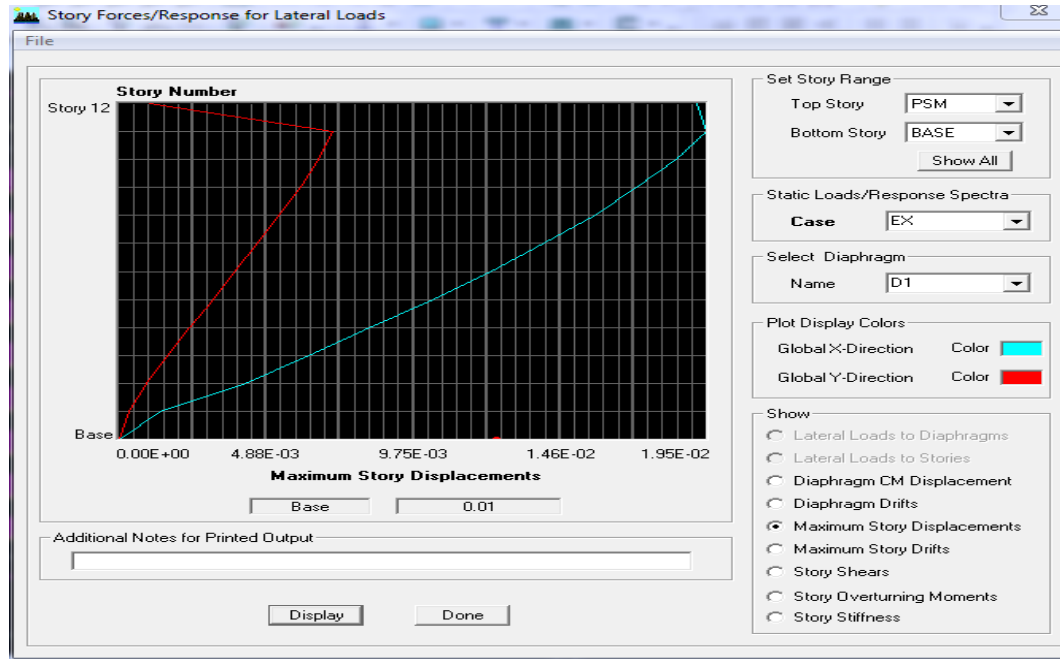 Story Forces/Response for Lateral Loads
File
Story Number
Story 12
Base
0.00E+00 4.88E-03 9.75E-03 1.46E-02 1.95E-02
Maximum Story Displacements
Base 0.01
Additional Notes for Printed Output
Display Done
Set Story Range
Top Story PSM
Bottom Story BASE
Show All
Static Loads/Response Spectra
Case EX
Select Diaphragm
Name D1
Plot Display Colors
Global X-Direction Color
Global Y-Direction Color
Show
Lateral Loads to Diaphragms
Lateral Loads to Stories
Diaphragm CM Displacement
Diaphragm Drifts
Maximum Story Displacements
Maximum Story Drifts
Story Shears
Story Overturning Moments
Story Stiffness